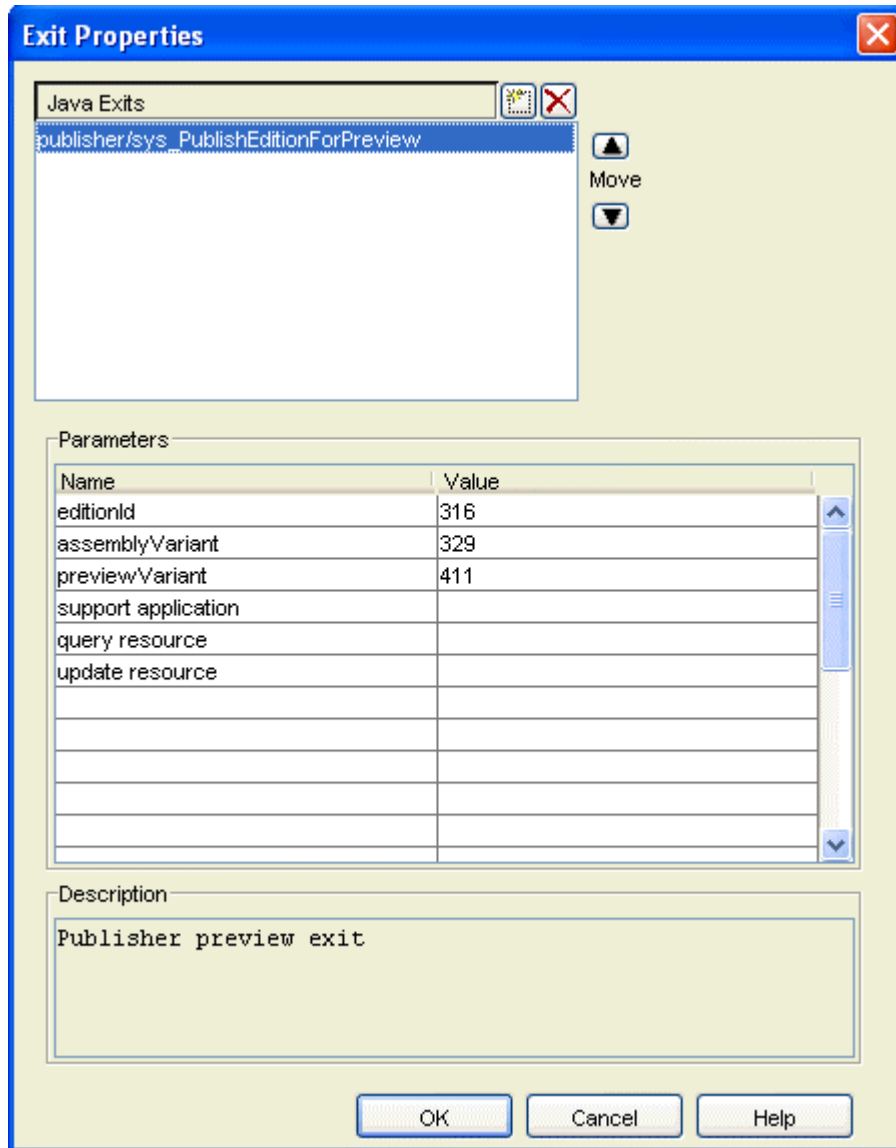 Exit Properties
Java Exits
publisher/sys_PublishEditionForPreview
Move
Parameters
Name Value
editionId 316
assemblyVariant 329
previewVariant 411
support application
query resource
update resource
Description
Publisher preview exit
OK Cancel Help